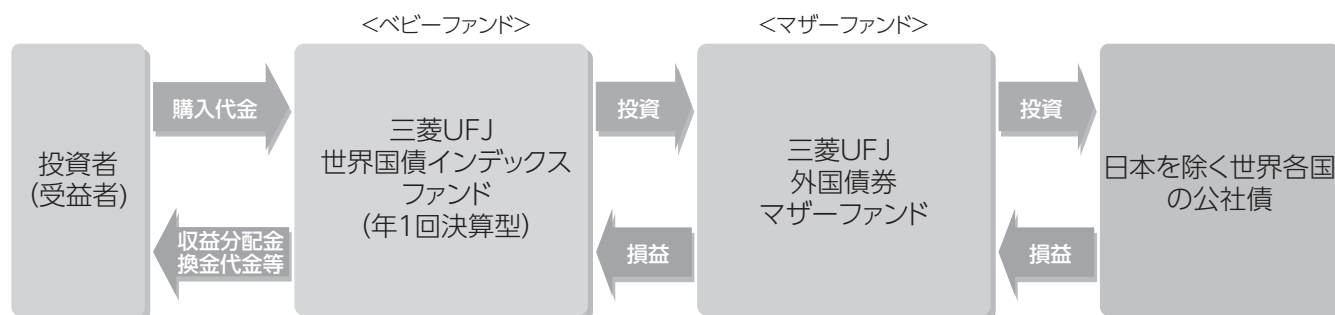 <ベビーファンド>
<マザーファンド>
投資者
(受益者)
購入代金
収益分配金
換金代金等
三菱UFJ
世界国債インデックス
ファンド
(年1回決算型)
投資
損益
三菱UFJ
外国債券
マザーファンド
投資
損益
日本を除く世界各国
の公社債